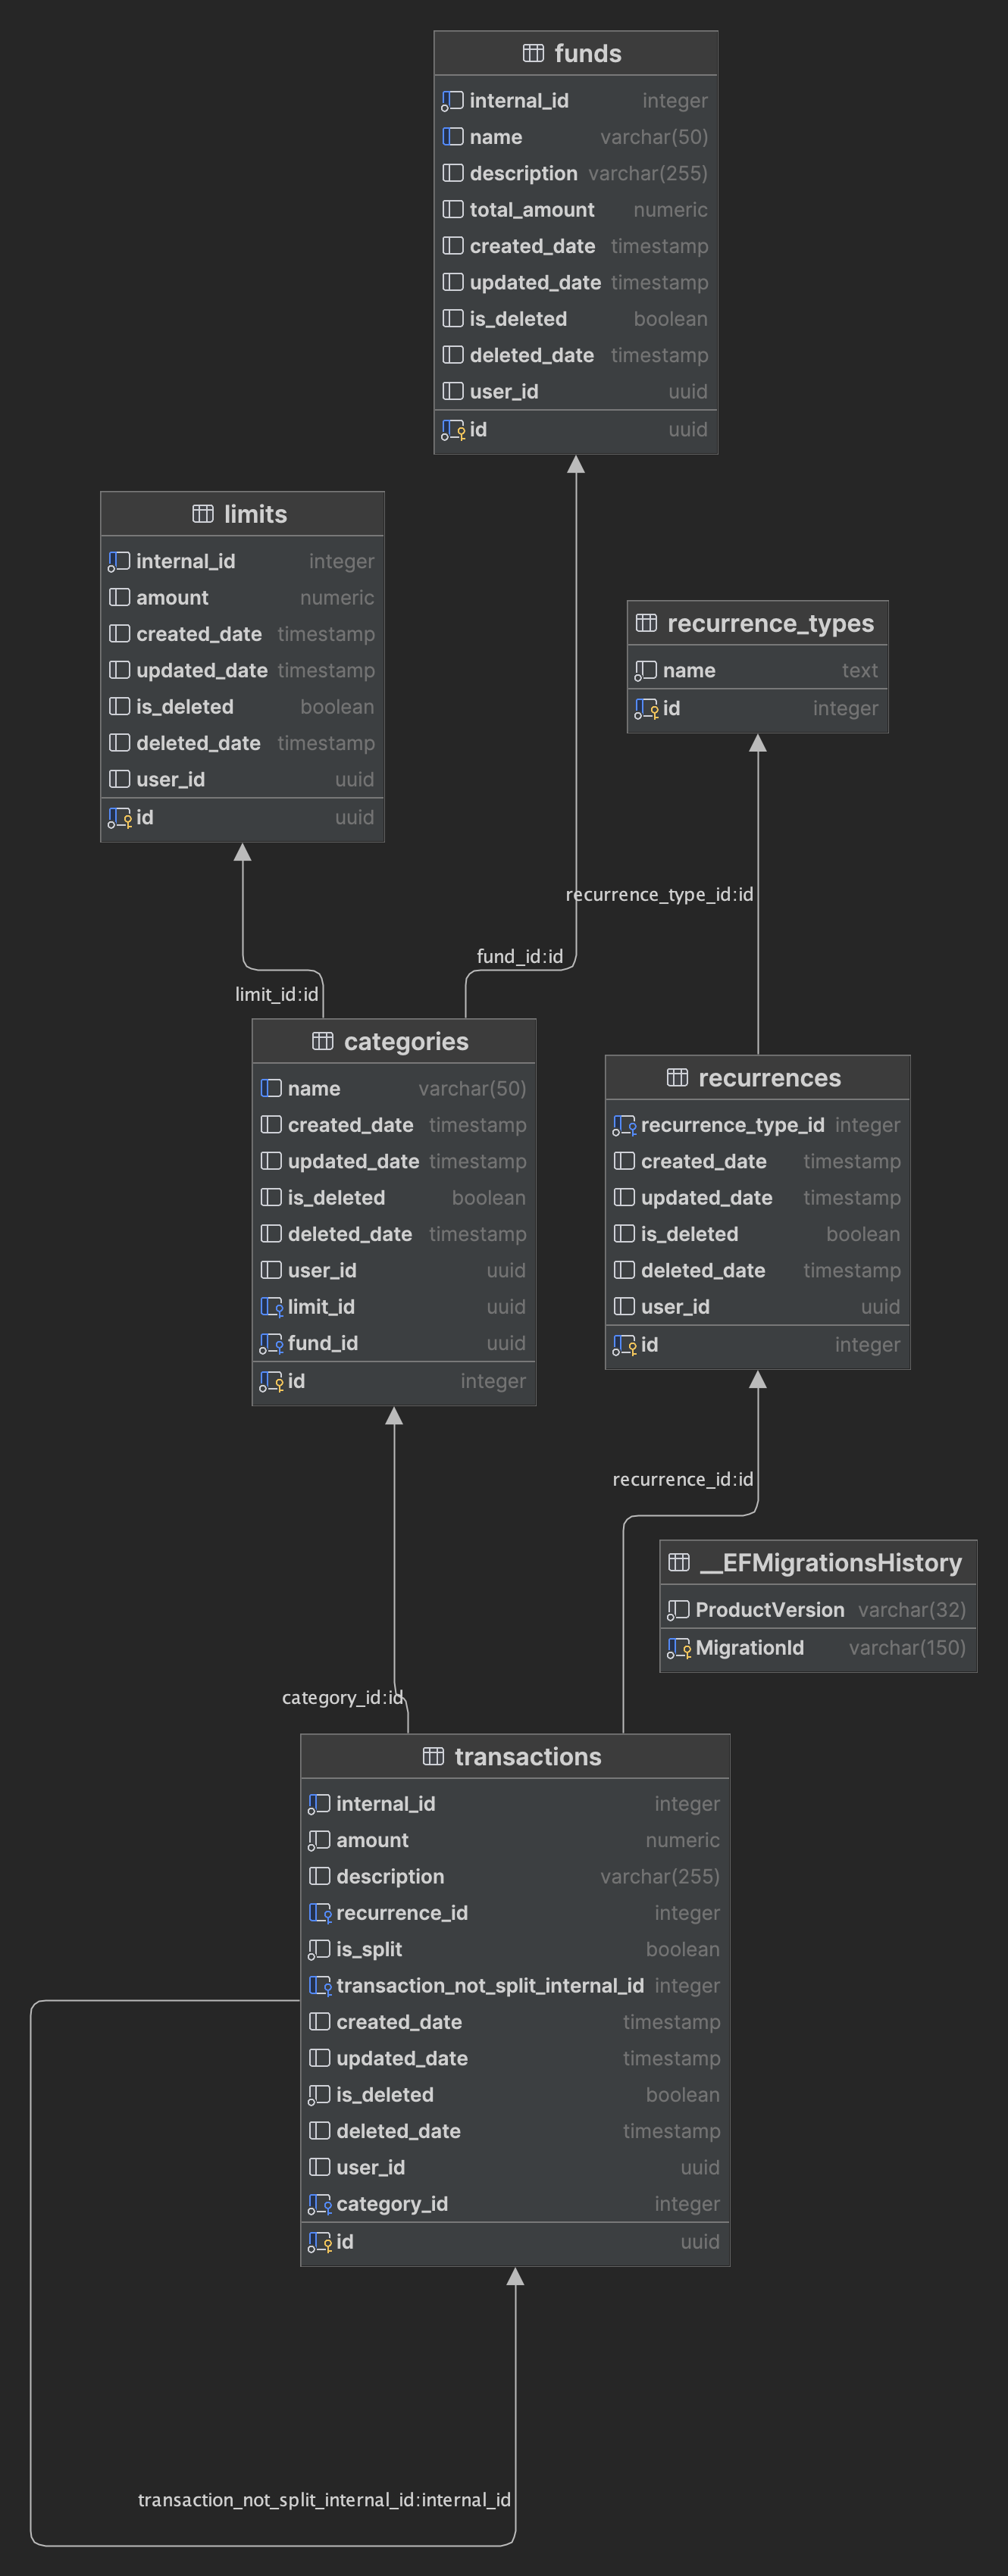 funds
internal_id integer
name varchar(50)
description varchar(255)
total_amount numeric
created_date timestamp
updated_date timestamp
is_deleted boolean
deleted_date timestamp
user_id uuid
id uuid
limits
internal_id integer
amount numeric
created_date timestamp
updated_date timestamp
is_deleted boolean
deleted_date timestamp
user_id uuid
id uuid
recurrence_types
name text
id integer
recurrence_type_id:id
fund_id:id
limit_id:id
categories
name varchar(50)
created_date timestamp
updated_date timestamp
is_deleted boolean
deleted_date timestamp
user_id uuid
limit_id uuid
fund_id uuid
id integer
recurrences
recurrence_type_id integer
created_date timestamp
updated_date timestamp
is_deleted boolean
deleted_date timestamp
user_id uuid
id integer
recurrence_id:id
__EFMigrationsHistory
ProductVersion varchar(32)
MigrationId varchar(150)
category_id:id
transactions
internal_id integer
amount numeric
description varchar(255)
recurrence_id integer
is_split boolean
transaction_not_split_internal_id integer
created_date timestamp
updated_date timestamp
is_deleted boolean
deleted_date timestamp
user_id uuid
category_id integer
id uuid
transaction_not_split_internal_id:internal_id